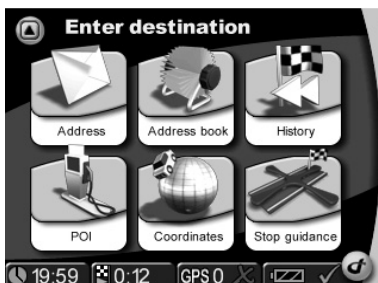 Enter destination
Address Address book History
POI Coordinates Stop guidance
19:59 0:12 GPS 0